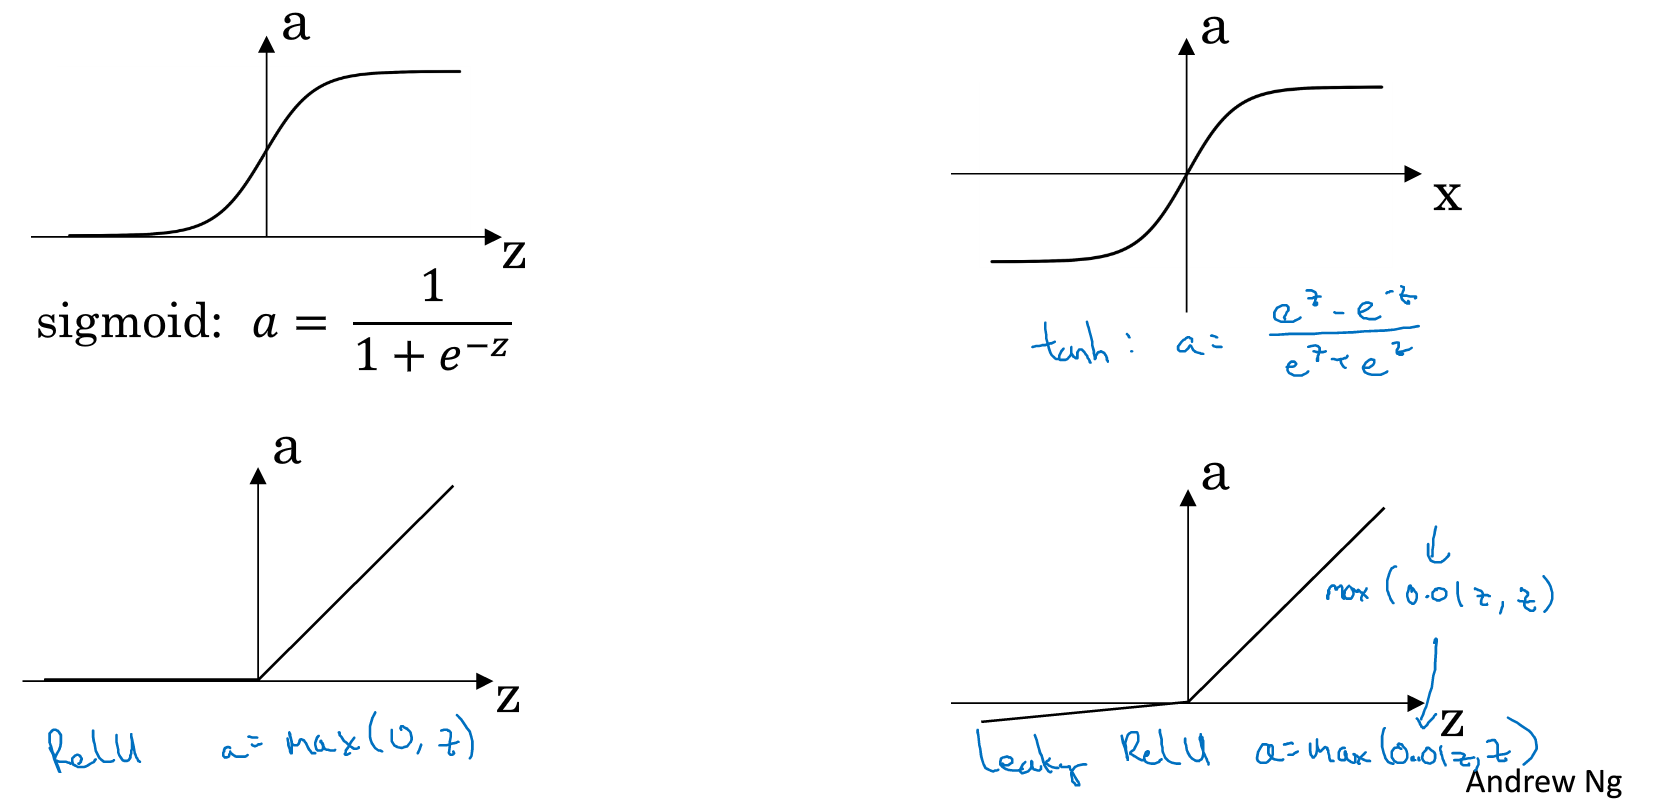 a
z
sigmoid: a = 1 / (1 + e^{-z})
a
x
tanh: a = (e^z - e^{-z}) / (e^z + e^z)
a
z
ReLU a = max(0, z)
a
max(0.01z, z)
z
Leaky ReLU a = max(0.01z, z)
Andrew Ng